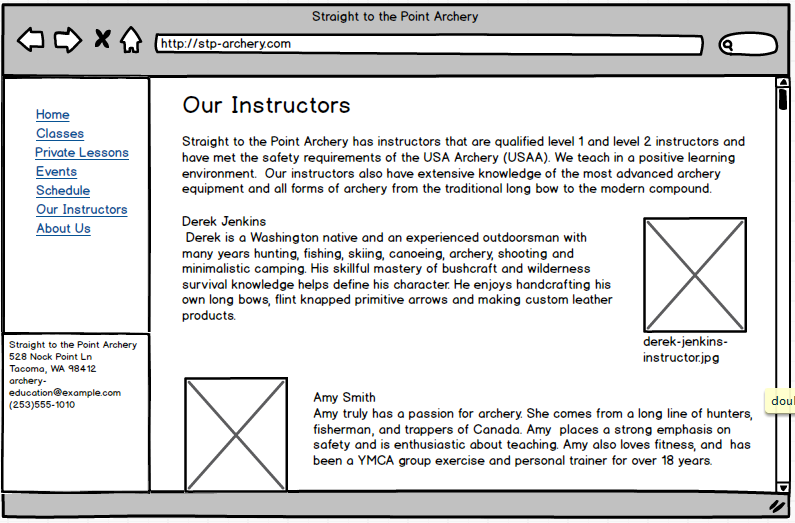 Straight to the Point Archery
http://stp-archery.com
Home
Classes
Private Lessons
Events
Schedule
Our Instructors
About Us
Straight to the Point Archery
528 Nock Point Ln
Tacoma, WA 98412
archery-
education@example.com
(253)555-1010
Our Instructors
Straight to the Point Archery has instructors that are qualified level 1 and level 2 instructors and
have met the safety requirements of the USA Archery (USAA). We teach in a positive learning
environment.  Our instructors also have extensive knowledge of the most advanced archery
equipment and all forms of archery from the traditional long bow to the modern compound.
Derek Jenkins
Derek is a Washington native and an experienced outdoorsman with
many years hunting, fishing, skiing, canoeing, archery, shooting and
minimalistic camping. His skillful mastery of bushcraft and wilderness
survival knowledge helps define his character. He enjoys handcrafting his
own long bows, flint knapped primitive arrows and making custom leather
products.
derek-jenkins-
instructor.jpg
Amy Smith
Amy truly has a passion for archery. She comes from a long line of hunters,
fisherman, and trappers of Canada. Amy  places a strong emphasis on
safety and is enthusiastic about teaching. Amy also loves fitness, and  has
been a YMCA group exercise and personal trainer for over 18 years.